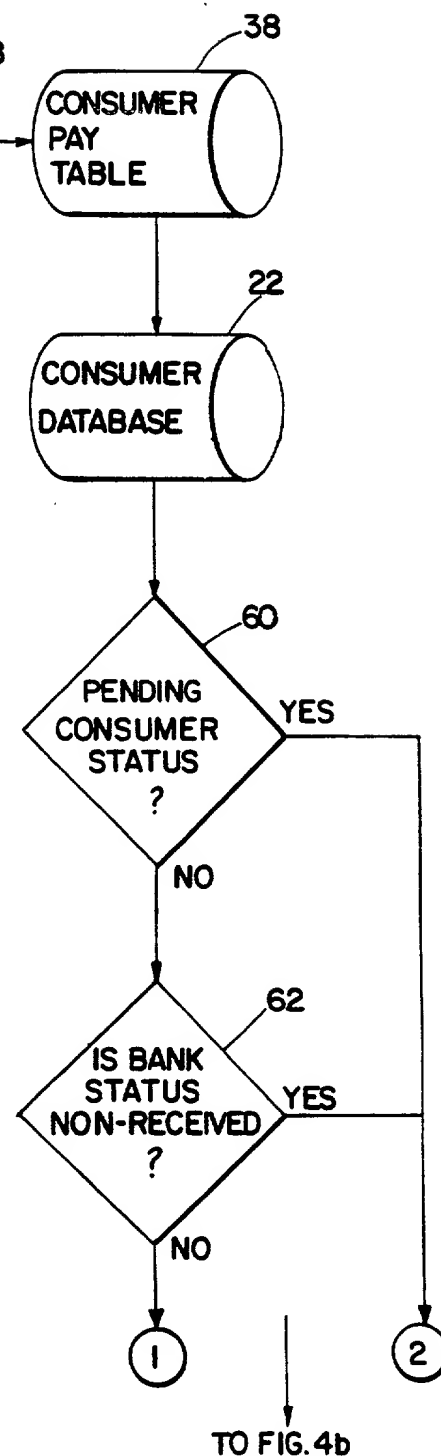 38
CONSUMER
PAY
TABLE
22
CONSUMER
DATABASE
60
PENDING
CONSUMER
STATUS
?
YES
NO
62
IS BANK
STATUS
NON-RECEIVED
?
YES
NO
1
2
TO FIG. 4b